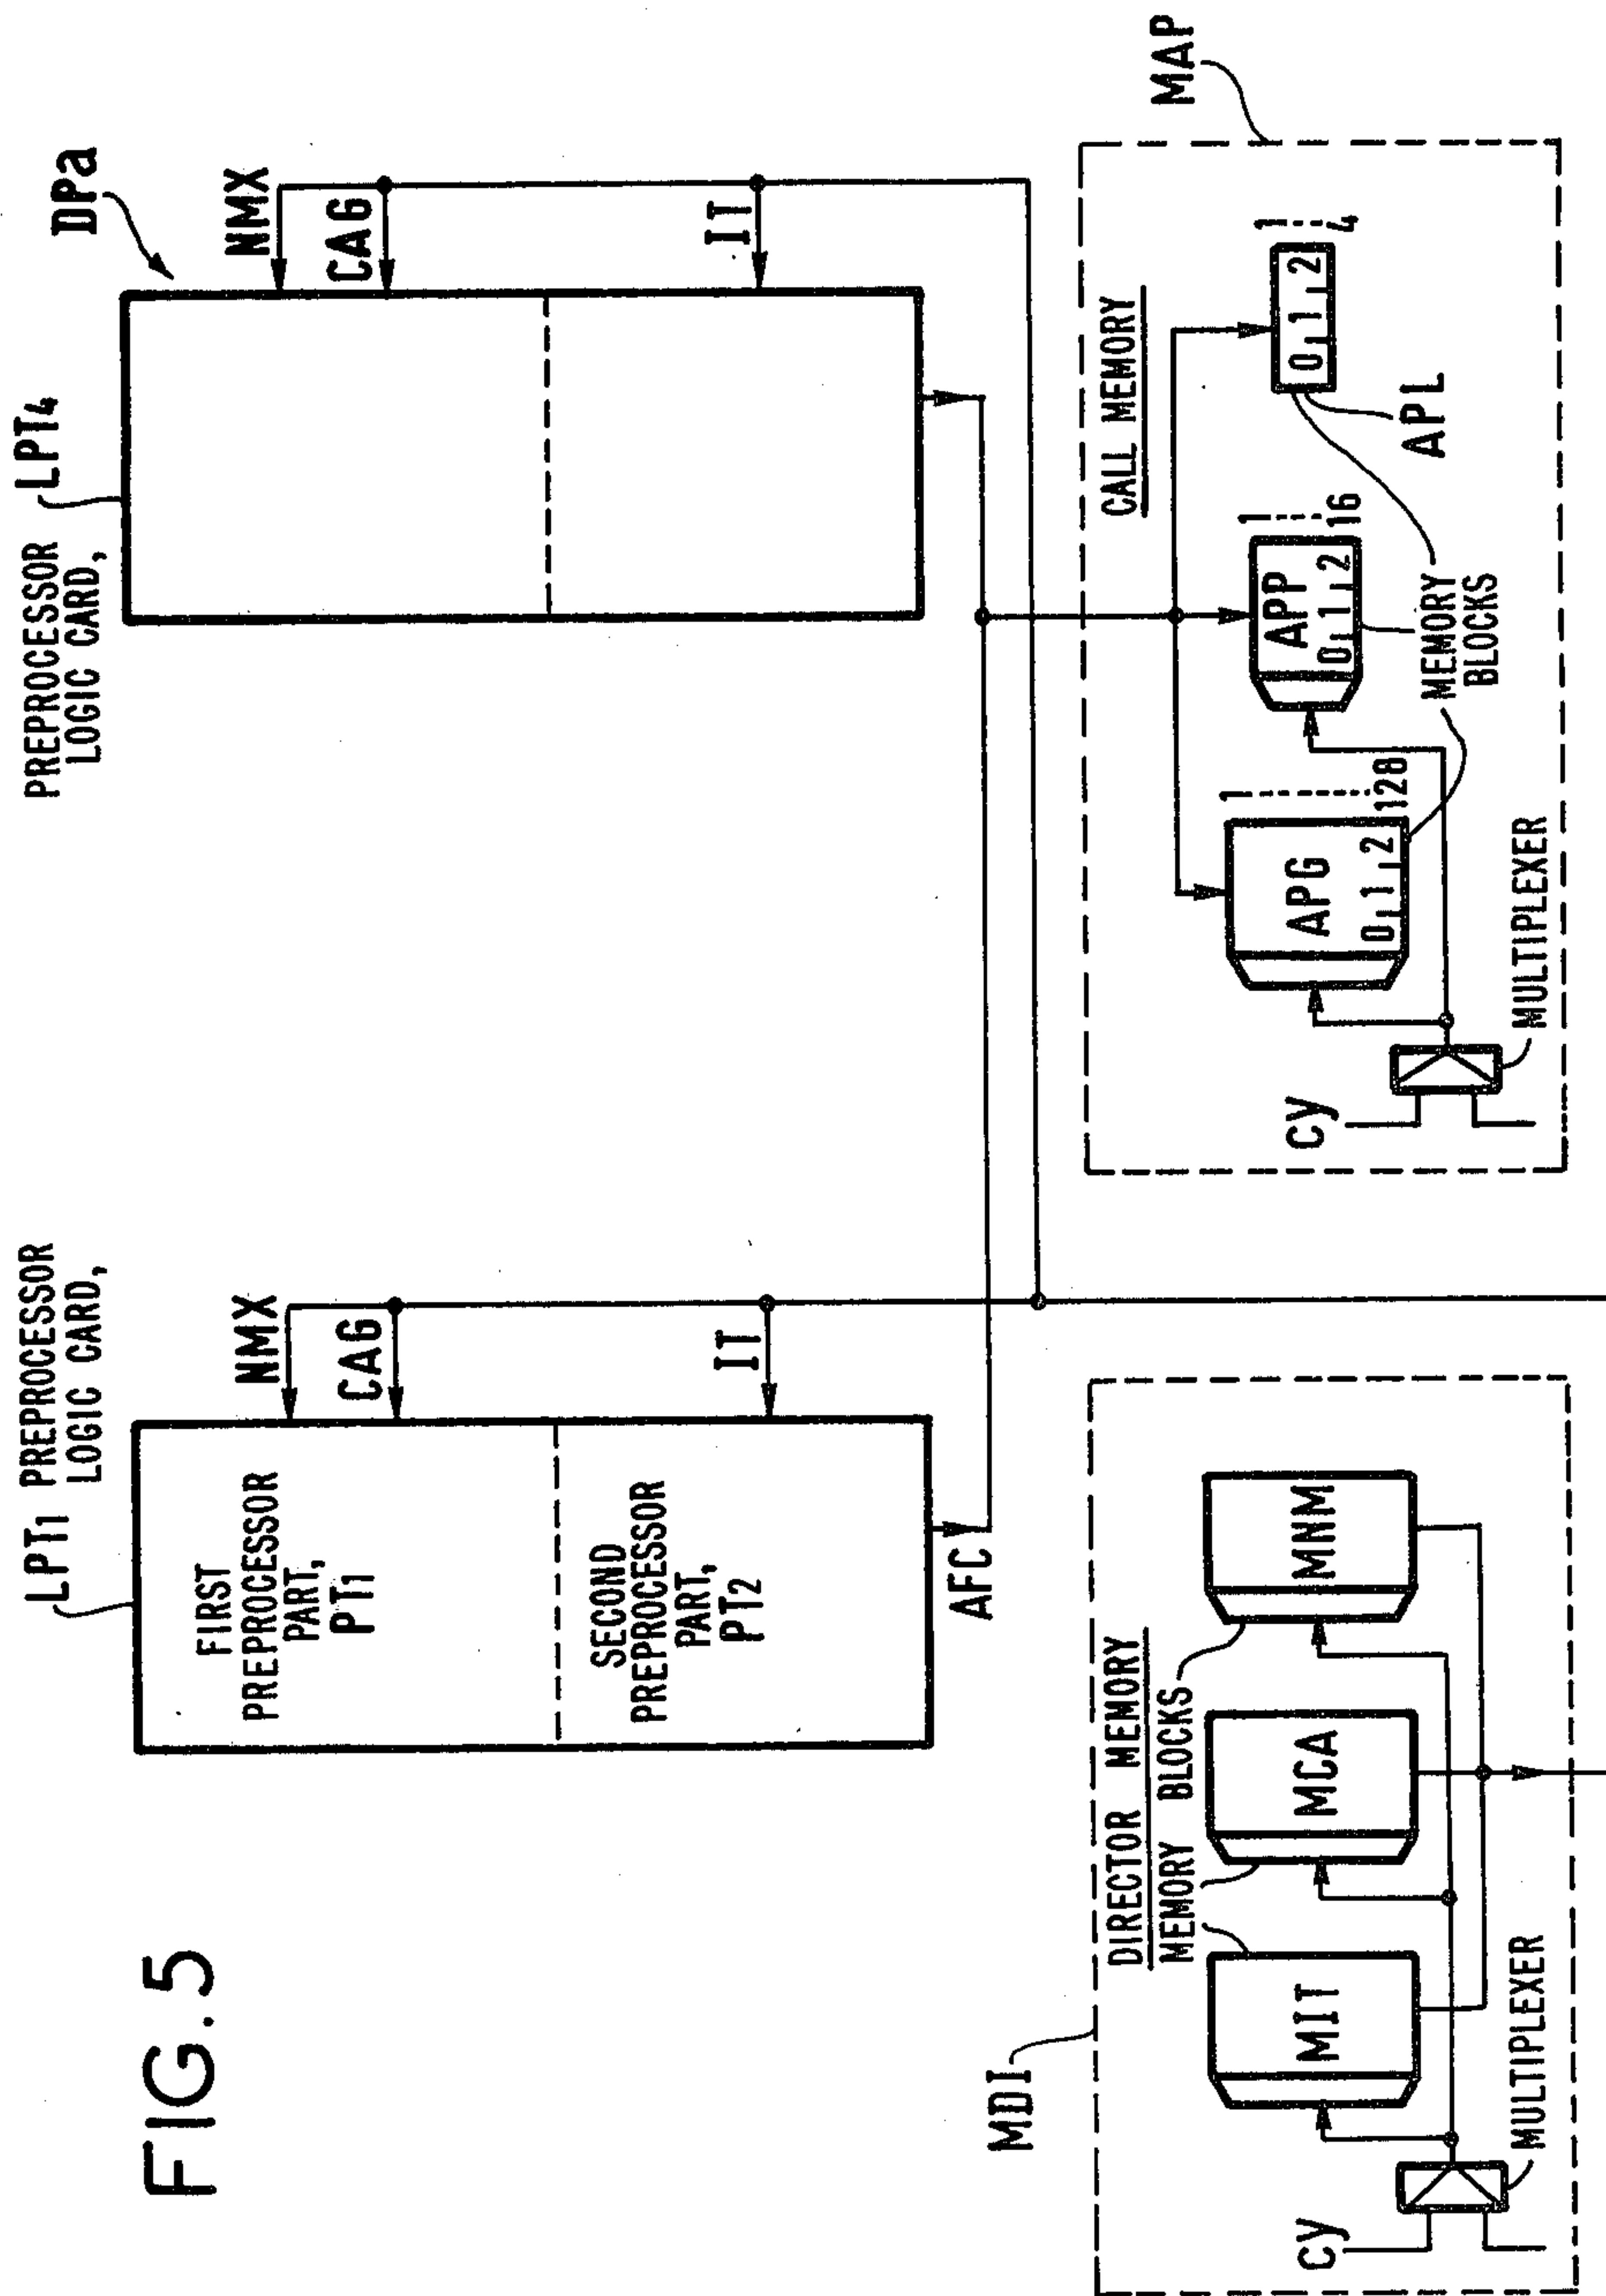 FIG. 5
LPT1 PREPROCESSOR
LOGIC CARD,
FIRST
PREPROCESSOR
PART,
PT1
SECOND
PREPROCESSOR
PART,
PT2
NMX
CAG
IT
AFC
PREPROCESSOR LPT4
LOGIC CARD,
DPa
NMX
CAG
IT
MDI
DIRECTOR MEMORY
MEMORY BLOCKS
MIT
MCA
MNM
cy
MULTIPLEXER
MAP
CALL MEMORY
APG
0 1 2
1
128
APP
0 1 2
1
16
0 1 2
1
4
APL
MEMORY
BLOCKS
cy
MULTIPLEXER